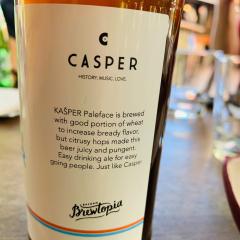 CASPER
HISTORY. MUSIC. LOVE.
KAŠPER Paleface is brewed
with good portion of wheat
to increase bready flavor,
but citrusy hops made this
beer juicy and pungent.
Easy drinking ale for easy
going people. Just like Casper.
Brewtopia